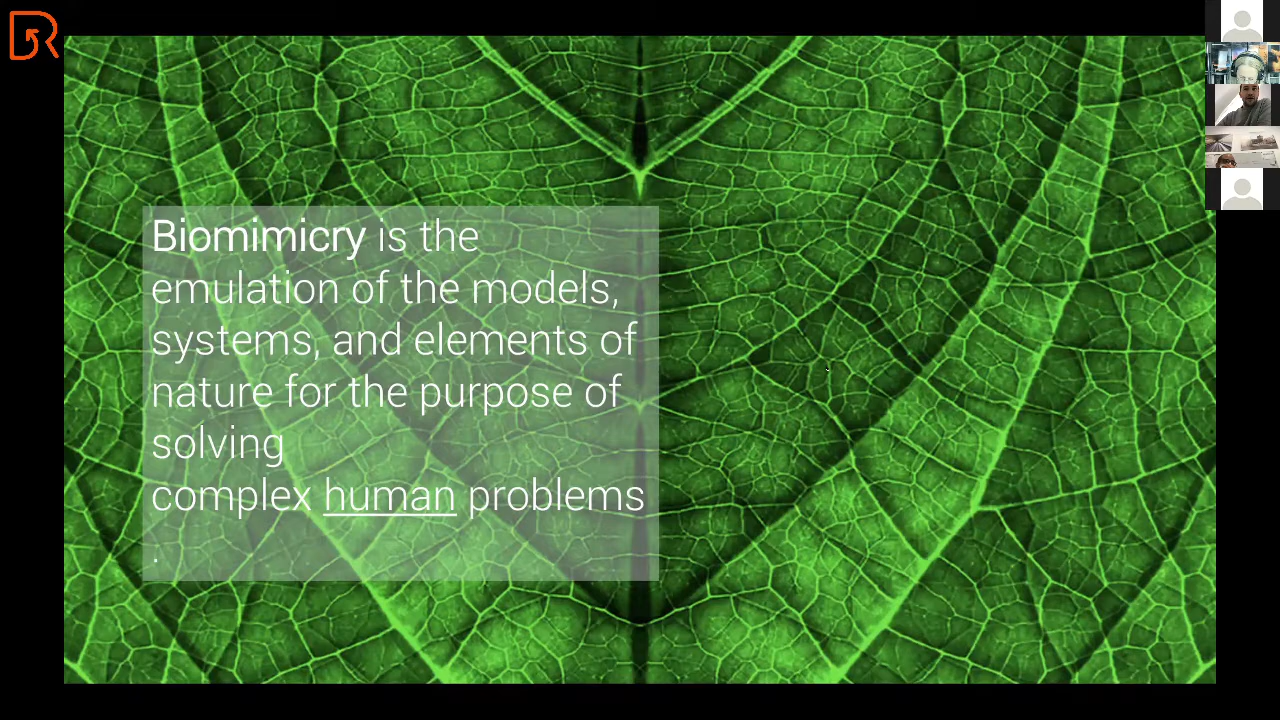 Biomimicry is the
emulation of the models,
systems, and elements of
nature for the purpose of
solving
complex human problems
.